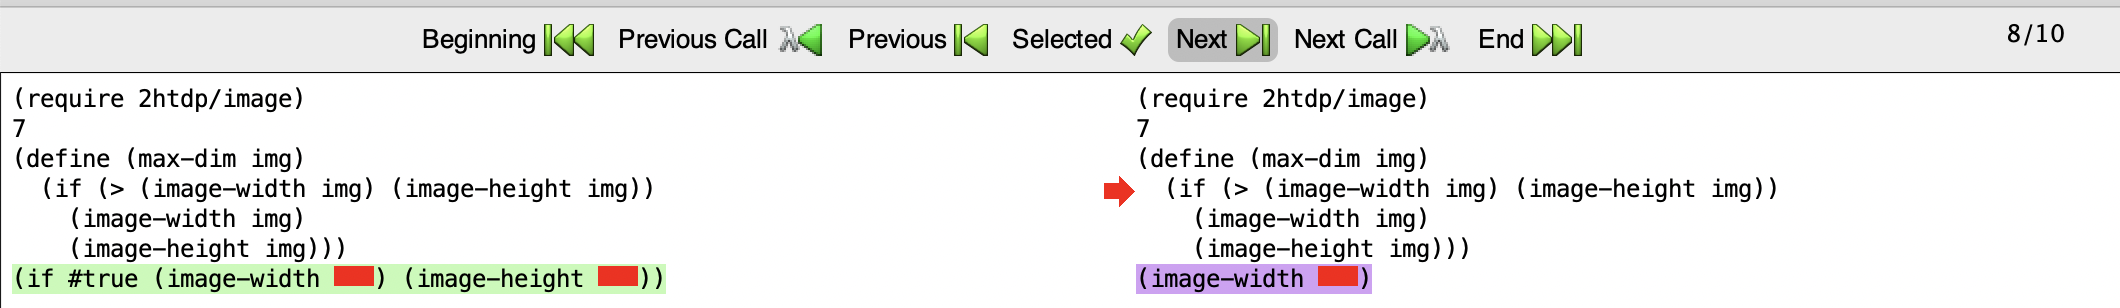 Beginning Previous Call Previous Selected Next Next Call End 8/10
(require 2htdp/image)
7
(define (max-dim img)
  (if (> (image-width img) (image-height img))
    (image-width img)
    (image-height img)))
(if #true (image-width ) (image-height ))
(require 2htdp/image)
7
(define (max-dim img)
  (if (> (image-width img) (image-height img))
    (image-width img)
    (image-height img)))
(image-width )